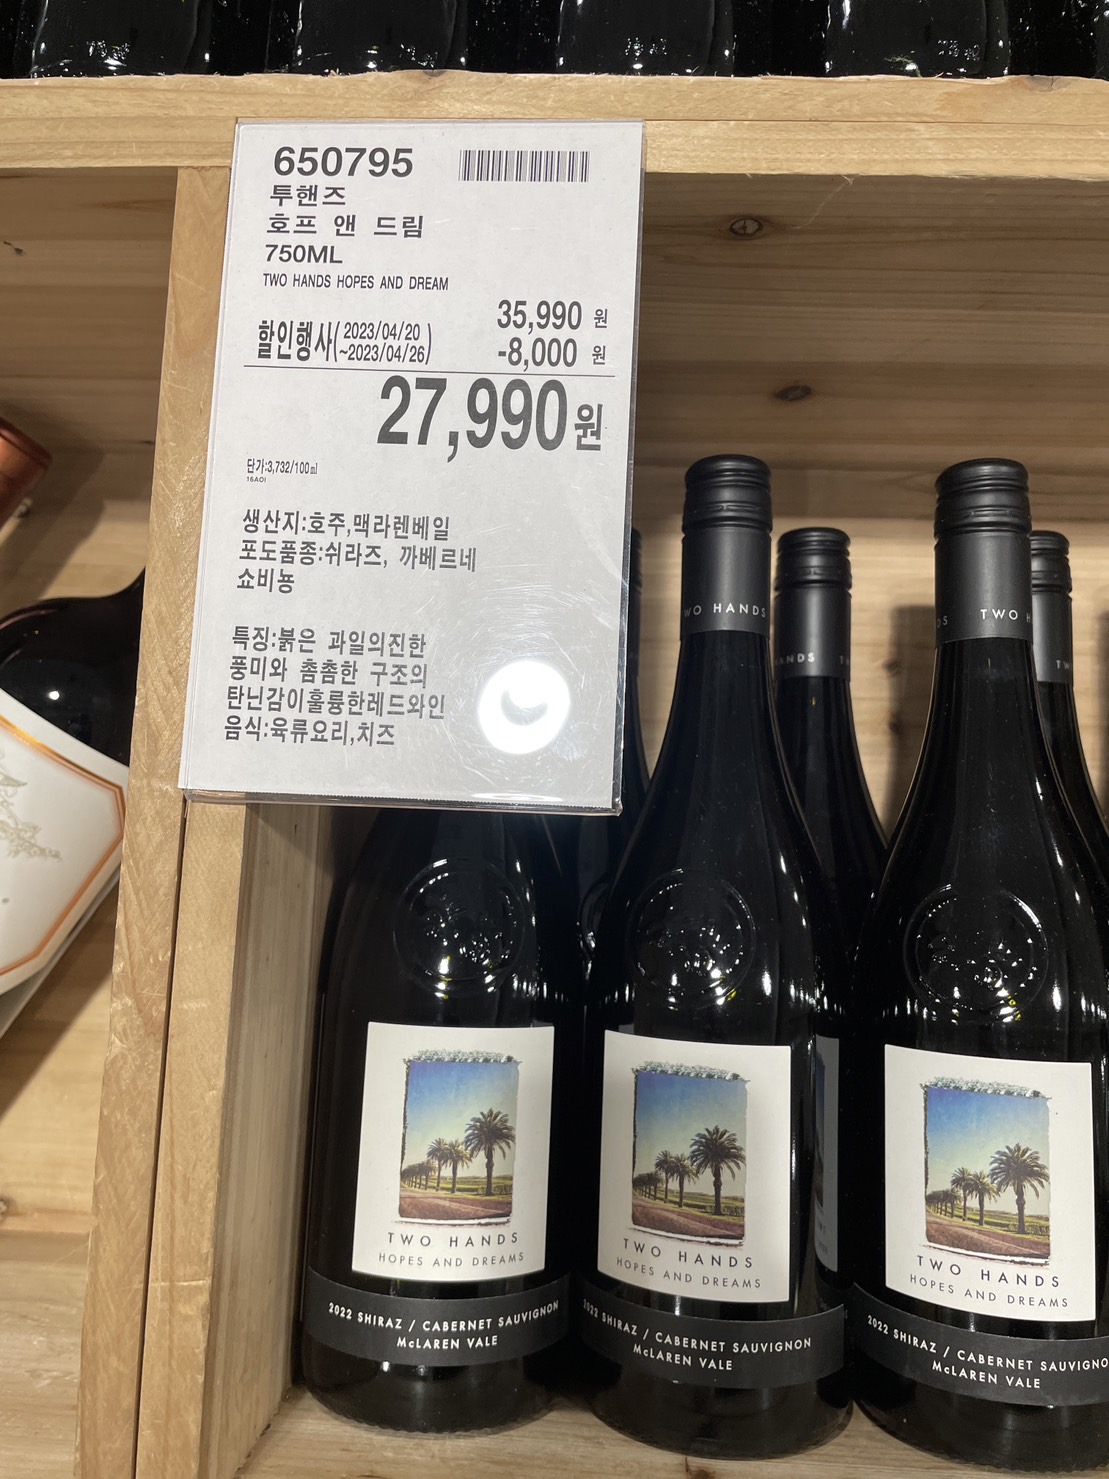 650795
투핸즈
호프 앤 드림
750ML
TWO HANDS HOPES AND DREAM
35,990 원
할인행사(2023/04/20
~2023/04/26)
-8,000 원
27,990원
단가:3,732/100㎖
16AOI
생산지:호주,맥라렌베일
포도품종:쉬라즈, 까베르네
쇼비뇽
특징:붉은 과일의진한
풍미와 촘촘한 구조의
탄닌감이훌륭한레드와인
음식:육류요리,치즈
TWO HANDS
TWO HANDS
HOPES AND DREAMS
2022 SHIRAZ / CABERNET SAUVIGNON
McLAREN VALE
TWO HANDS
HOPES AND DREAMS
2022 SHIRAZ / CABERNET SAUVIGNON
McLAREN VALE
TWO HANDS
HOPES AND DREAMS
2022 SHIRAZ / CABERNET SAUVIGNO
McLAREN VALE